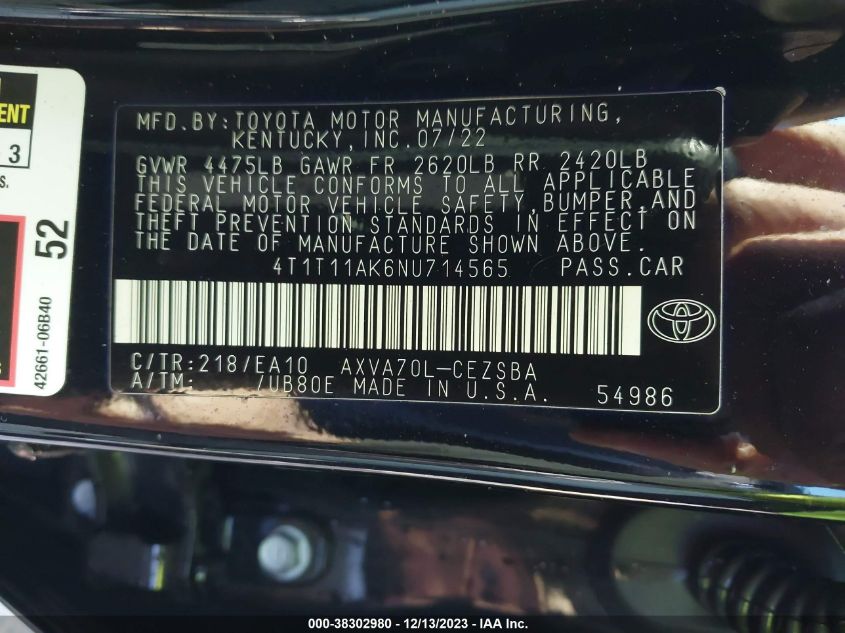 ENT
3
S.
52
42661-06B40
MFD.BY:TOYOTA MOTOR MANUFACTURING,
KENTUCKY,INC.07/22
GVWR 4475LB GAWR FR 2620LB RR 2420LB
THIS VEHICLE CONFORMS TO ALL APPLICABLE
FEDERAL MOTOR VEHICLE SAFETY,BUMPER,AND
THEFT PREVENTION STANDARDS IN EFFECT ON
THE DATE OF MANUFACTURE SHOWN ABOVE.
4T1T11AK6NU714565 PASS.CAR
C/TR:218/EA10 AXVA70L-CEZSBA
A/TM: /UB80E MADE IN U.S.A. 54986
000-38302980 - 12/13/2023 - IAA Inc.